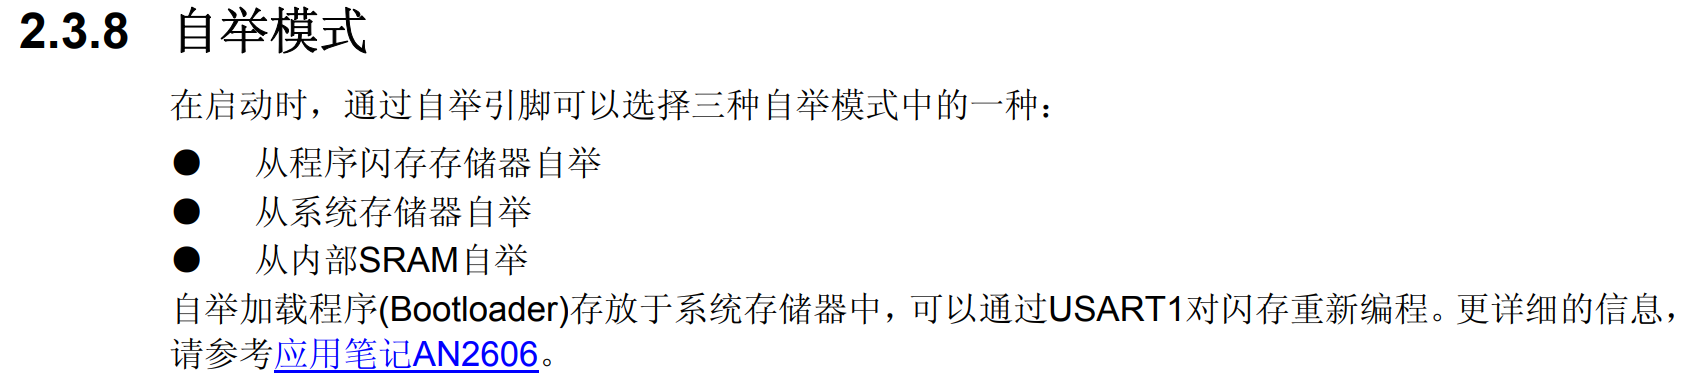 2.3.8 自举模式
在启动时，通过自举引脚可以选择三种自举模式中的一种：
● 从程序闪存存储器自举
● 从系统存储器自举
● 从内部SRAM自举
自举加载程序(Bootloader)存放于系统存储器中，可以通过USART1对闪存重新编程。更详细的信息，
请参考应用笔记AN2606。